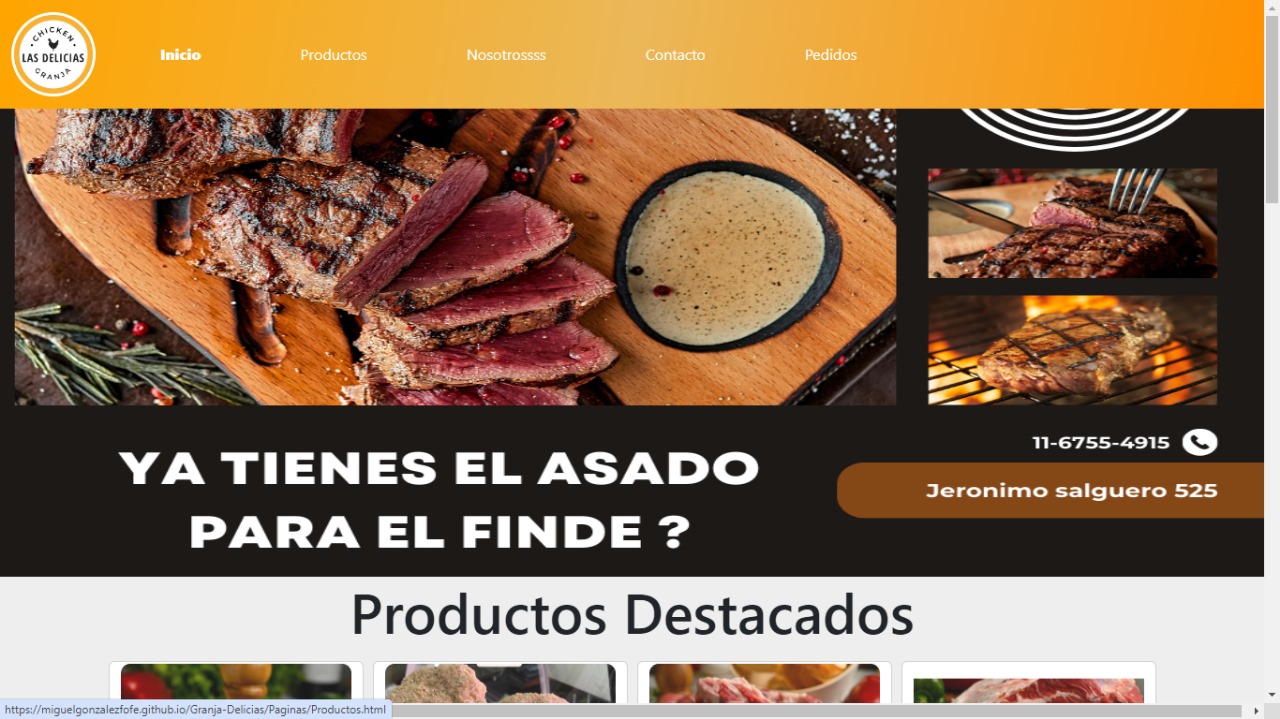 CHICKEN
LAS DELICIAS
GRANJA
Inicio
Productos
Nosotrossss
Contacto
Pedidos
11-6755-4915
Jeronimo salguero 525
YA TIENES EL ASADO
PARA EL FINDE ?
Productos Destacados
https://miguelgonzalezfofe.github.io/Granja-Delicias/Paginas/Productos.html